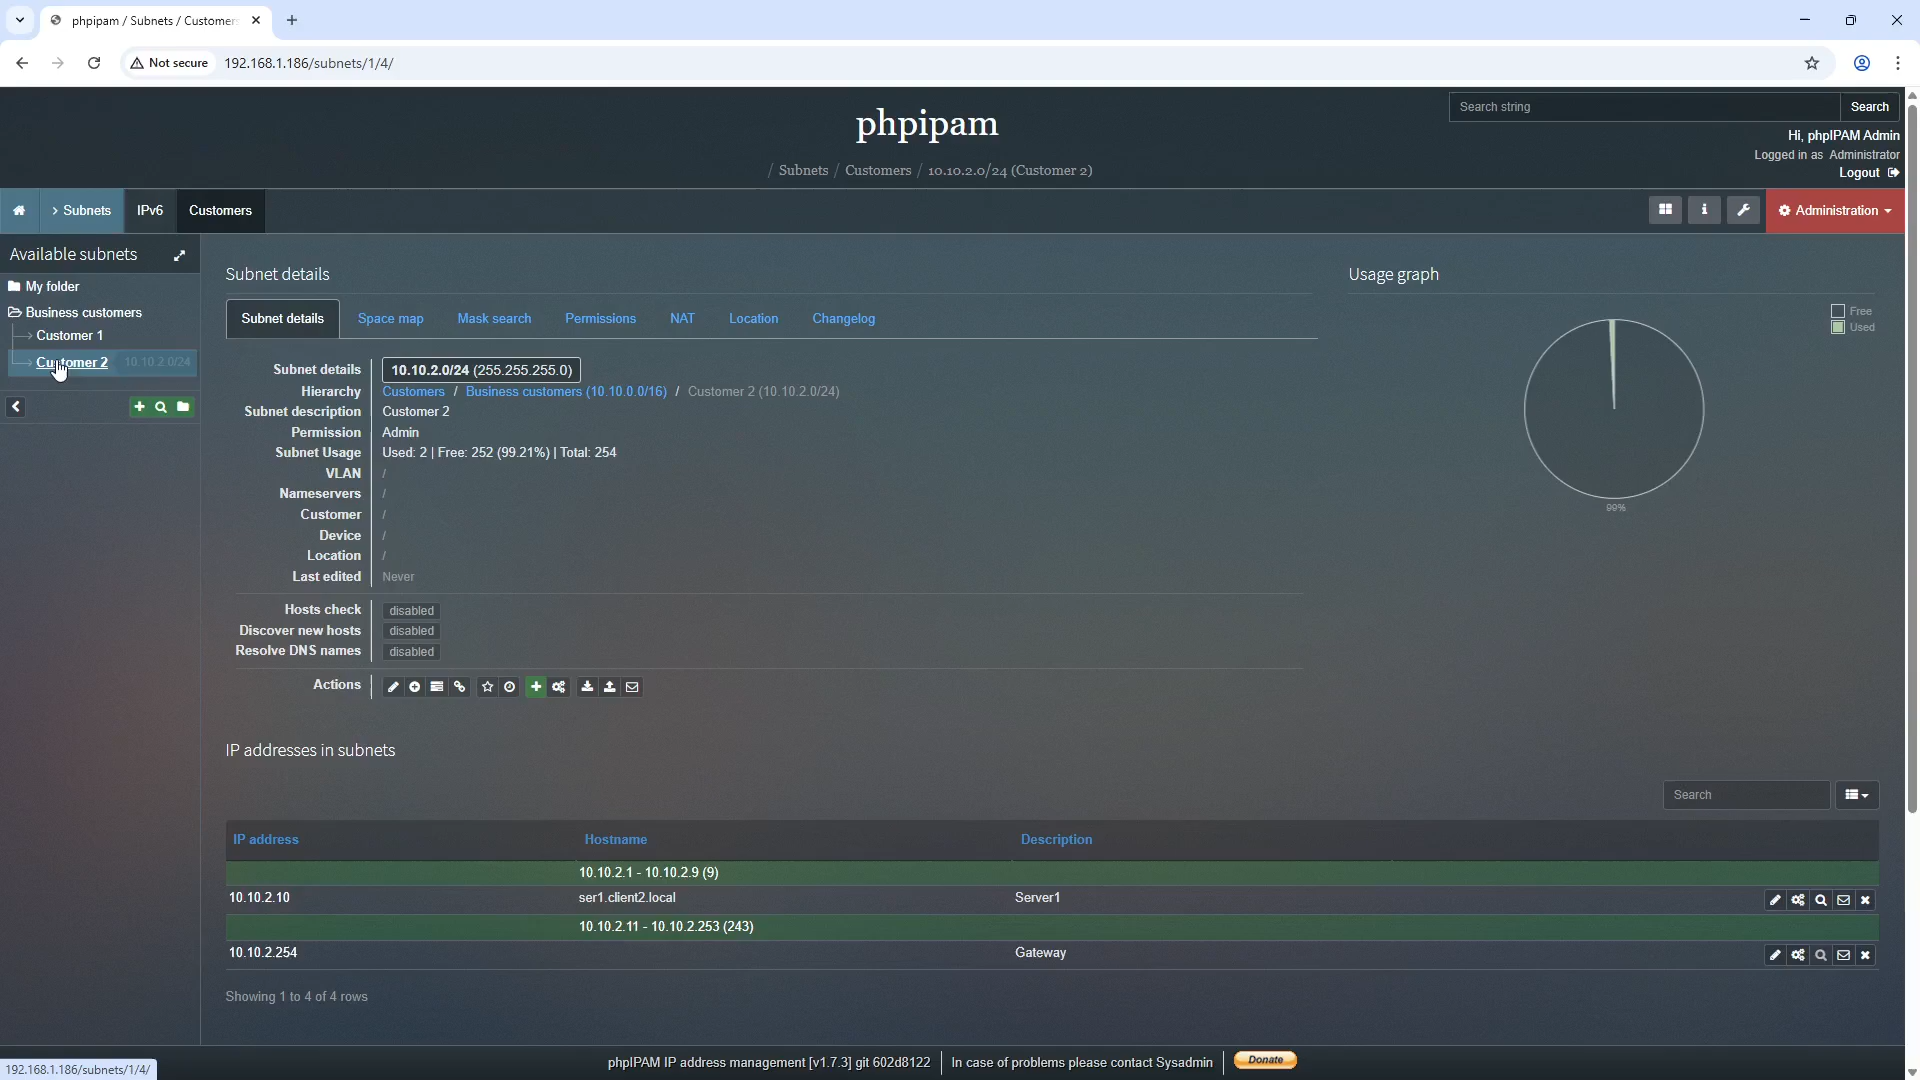 phpipam / Subnets / Customer
Not secure
192.168.1.186/subnets/1/4/
phpipam
/ Subnets / Customers / 10.10.2.0/24 (Customer 2)
Search string
Search
Hi, phpIPAM Admin
Logged in as Administrator
Logout
> Subnets
IPv6
Customers
Administration
Available subnets
My folder
Business customers
Customer 1
Customer 2 10.10.2.0/24
Subnet details
Subnet details
Space map
Mask search
Permissions
NAT
Location
Changelog
Subnet details 10.10.2.0/24 (255.255.255.0)
Hierarchy Customers / Business customers (10.10.0.0/16) / Customer 2 (10.10.2.0/24)
Subnet description Customer 2
Permission Admin
Subnet Usage Used: 2 | Free: 252 (99.21%) | Total: 254
VLAN /
Nameservers /
Customer /
Device /
Location /
Last edited Never
Hosts check disabled
Discover new hosts disabled
Resolve DNS names disabled
Actions
Usage graph
Free
Used
99%
IP addresses in subnets
Search
IP address Hostname Description
10.10.2.1 - 10.10.2.9 (9)
10.10.2.10 ser1.client2.local Server1
10.10.2.11 - 10.10.2.253 (243)
10.10.2.254 Gateway
Showing 1 to 4 of 4 rows
phpIPAM IP address management [v1.7.3] git 602d8122
In case of problems please contact Sysadmin
Donate
192.168.1.186/subnets/1/4/